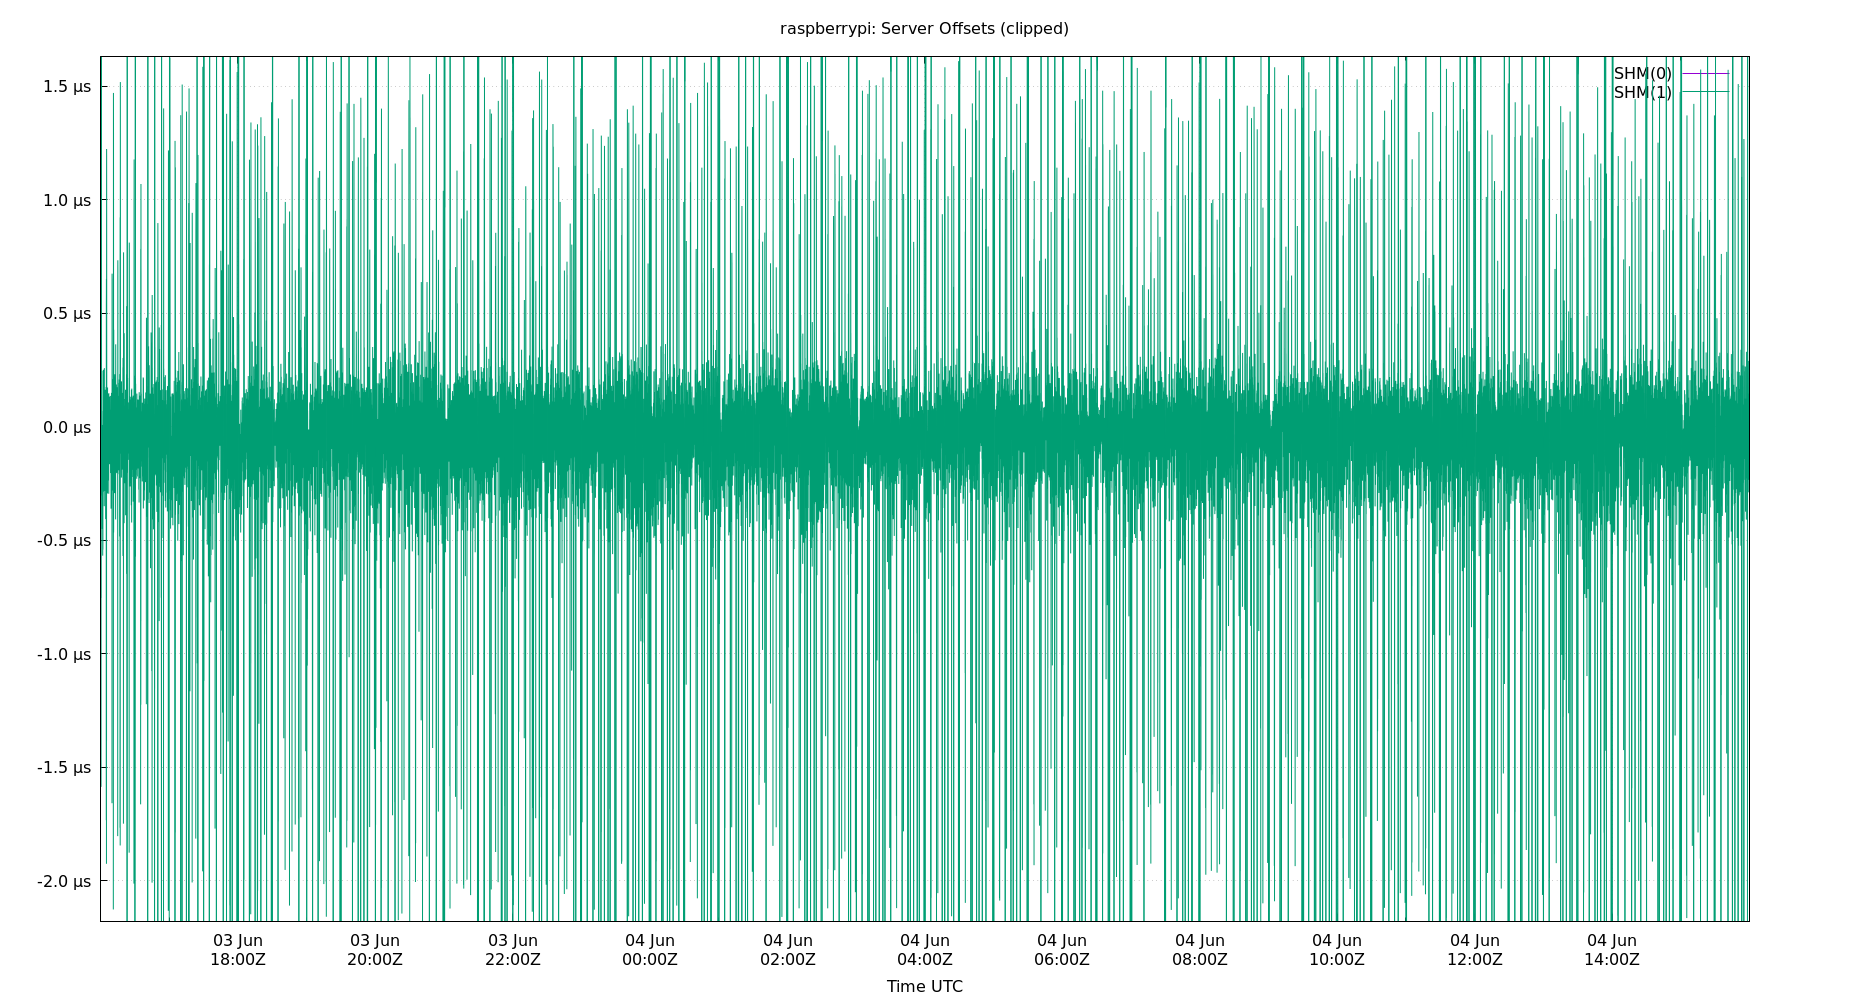 raspberrypi: Server Offsets (clipped)
SHM(0)
SHM(1)
1.5 µs
1.0 µs
0.5 µs
0.0 µs
-0.5 µs
-1.0 µs
-1.5 µs
-2.0 µs
03 Jun 03 Jun 03 Jun 04 Jun 04 Jun 04 Jun 04 Jun 04 Jun 04 Jun 04 Jun 04 Jun
18:00Z 20:00Z 22:00Z 00:00Z 02:00Z 04:00Z 06:00Z 08:00Z 10:00Z 12:00Z 14:00Z
Time UTC